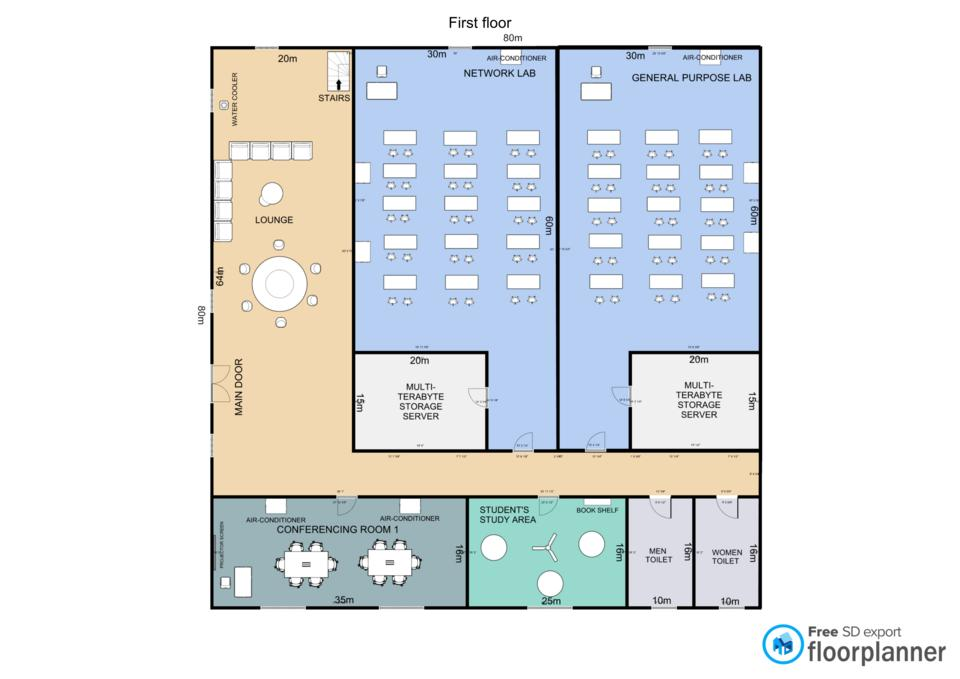 First floor
80m
20m
30m
AIR-CONDITIONER
NETWORK LAB
30m
AIR-CONDITIONER
GENERAL PURPOSE LAB
WATER COOLER
STAIRS
LOUNGE
64m
80m
60m
60m
MAIN DOOR
20m
15m
MULTI-
TERABYTE
STORAGE
SERVER
20m
15m
MULTI-
TERABYTE
STORAGE
SERVER
AIR-CONDITIONER
AIR-CONDITIONER
CONFERENCING ROOM 1
PROJECTOR SCREEN
16m
35m
STUDENT'S
STUDY AREA
BOOK SHELF
16m
25m
MEN
TOILET
16m
10m
WOMEN
TOILET
16m
10m
Free SD export
floorplanner